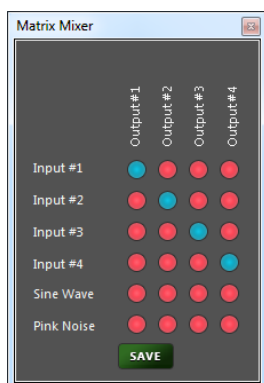 Matrix Mixer
Output #1
Output #2
Output #3
Output #4
Input #1
Input #2
Input #3
Input #4
Sine Wave
Pink Noise
SAVE